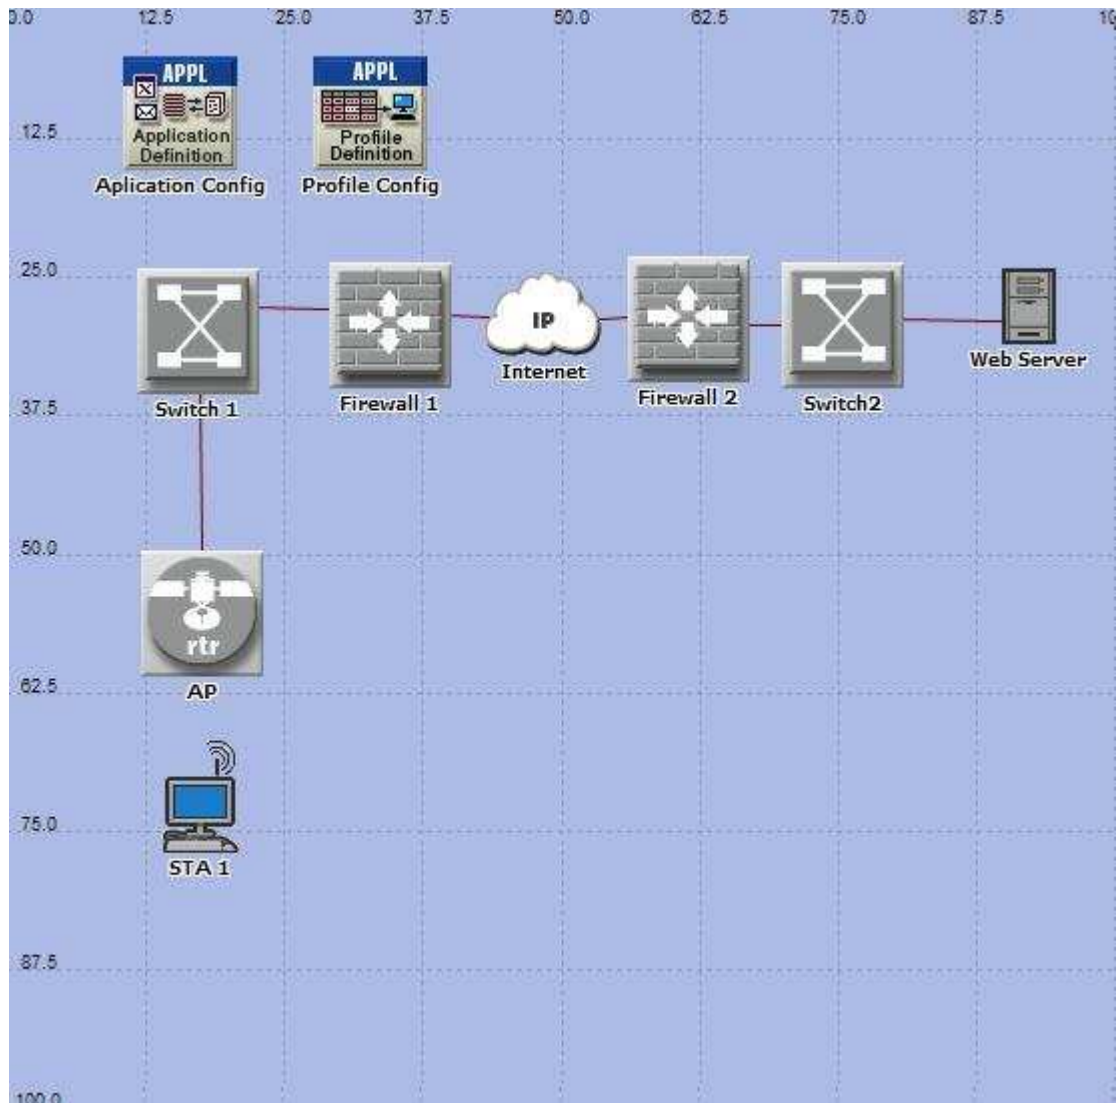 0.0 12.5 25.0 37.5 50.0 62.5 75.0 87.5 10
APPL APPL
12.5
Application Profiile
Definition Definition
Aplication Config Profile Config
25.0
IP
Internet
Web Server
Switch 1 Firewall 1 Firewall 2 Switch2
37.5
50.0
rtr
AP
62.5
75.0
STA 1
87.5
100.0